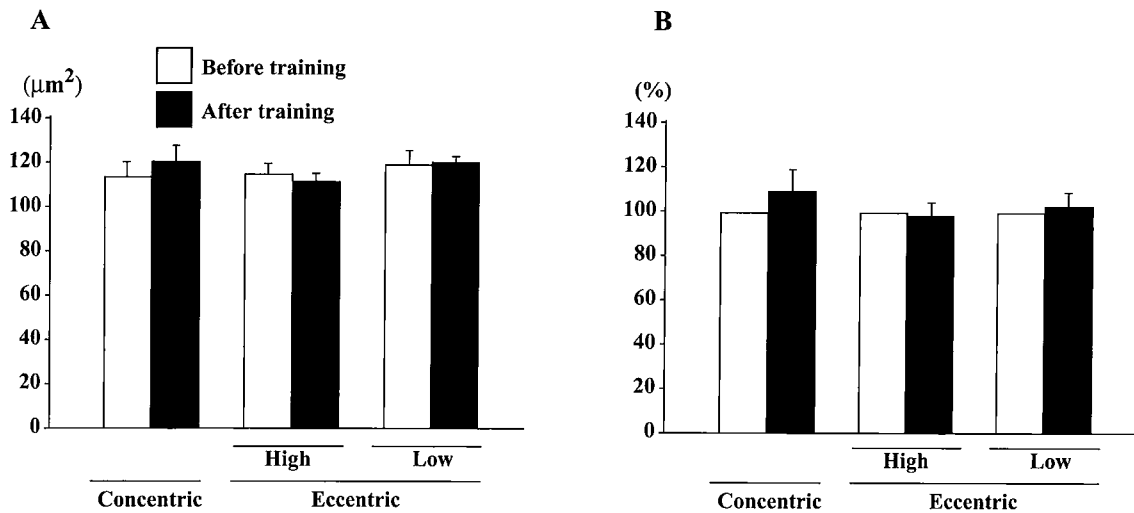 A
(μm²)
Before training
After training
140
120
100
80
60
40
20
0
High
Low
Concentric
Eccentric
B
(%)
140
120
100
80
60
40
20
0
High
Low
Concentric
Eccentric